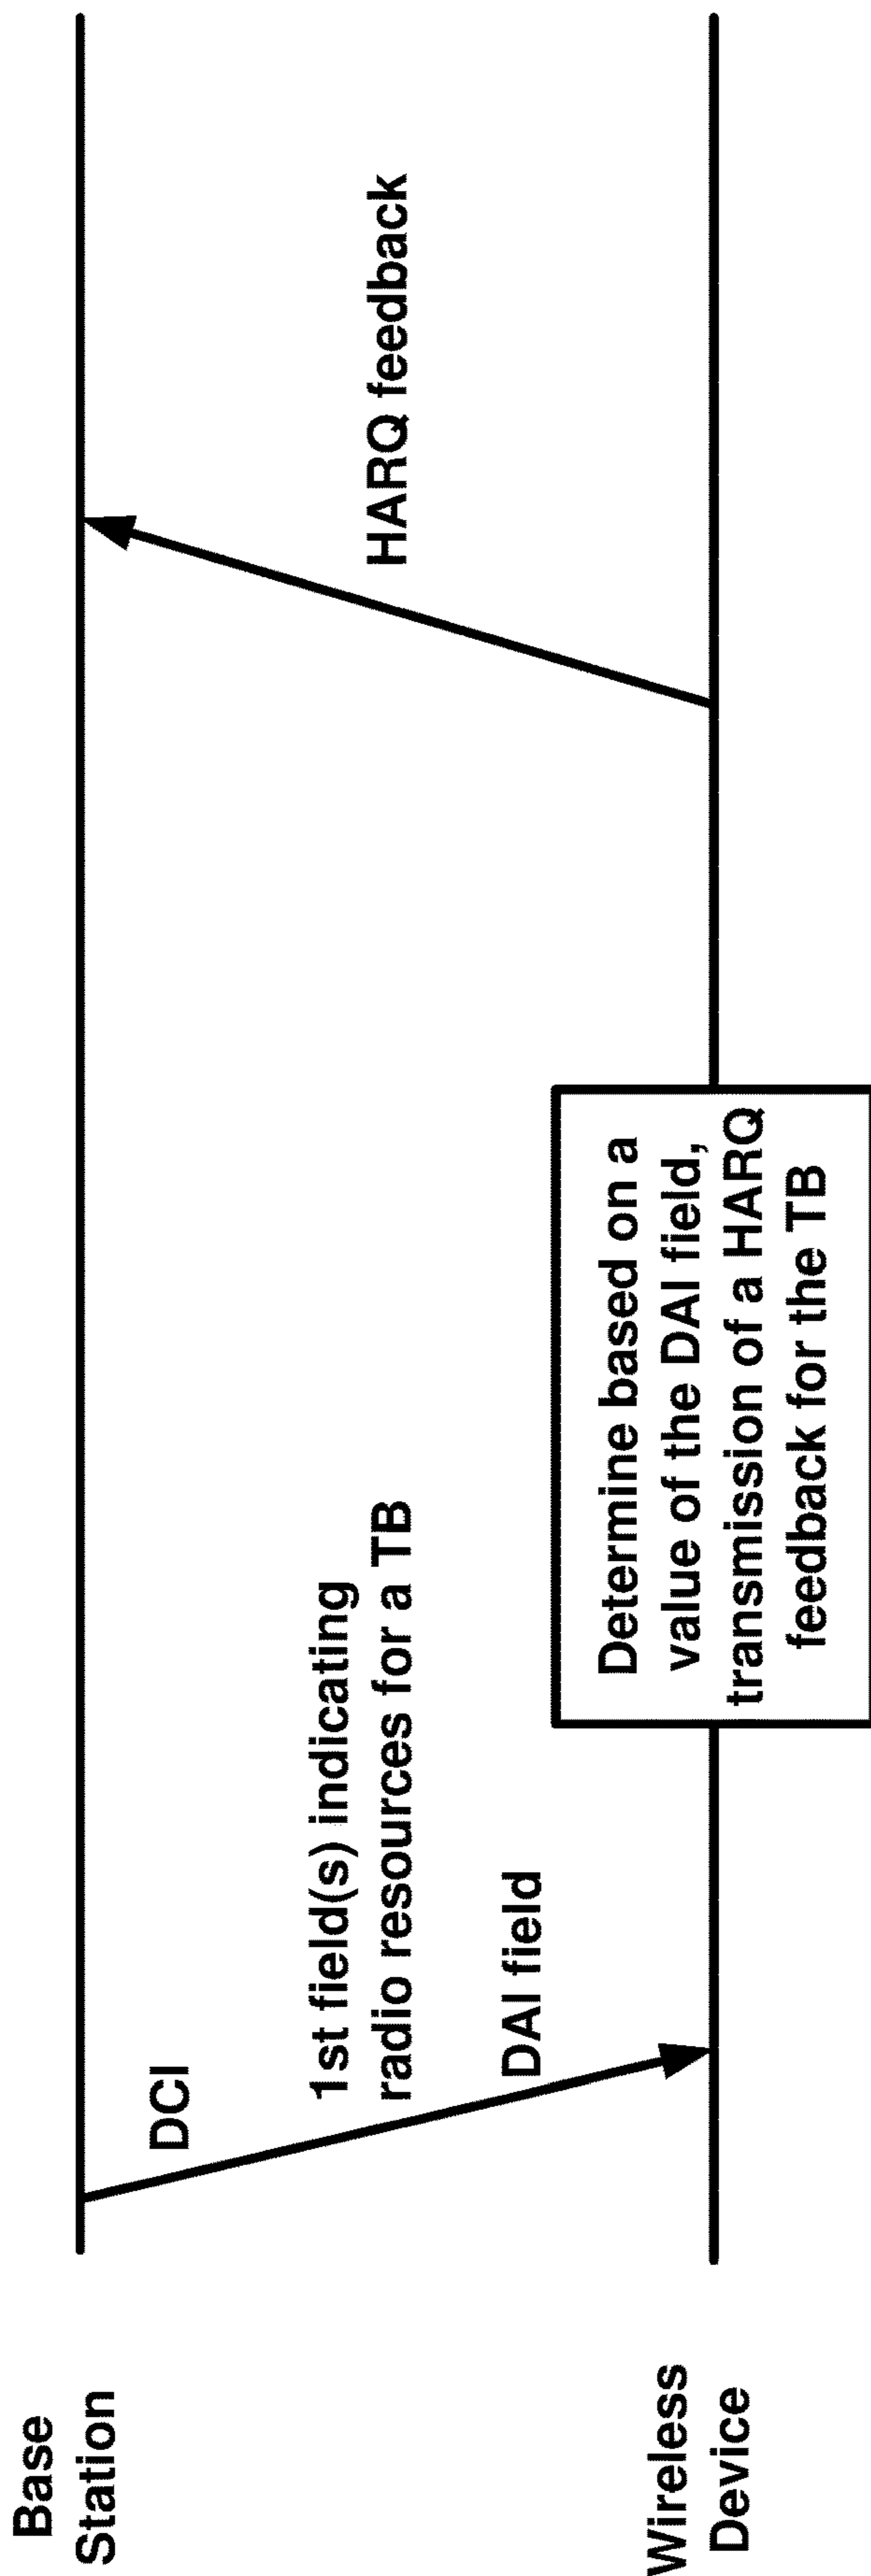 Base
Station
DCI
1st field(s) indicating
radio resources for a TB
DAI field
HARQ feedback
Determine based on a
value of the DAI field,
transmission of a HARQ
feedback for the TB
Wireless
Device